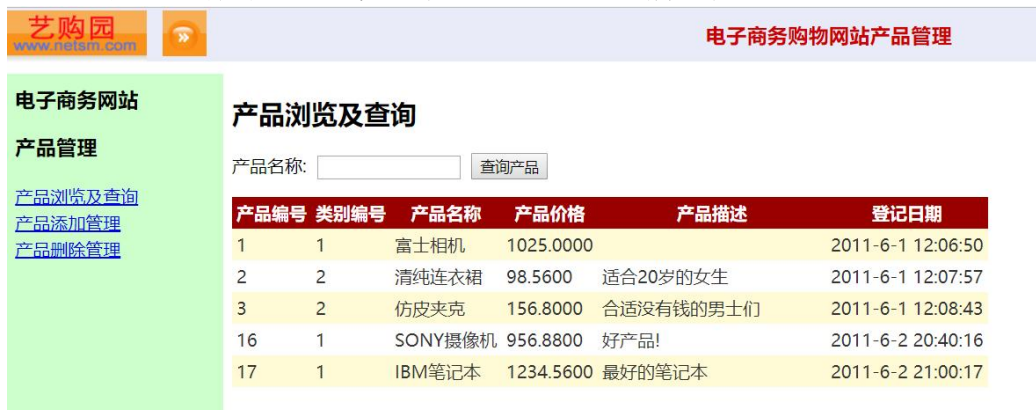 艺购园
www.netsm.com
电子商务购物网站产品管理
电子商务网站
产品管理
产品浏览及查询
产品添加管理
产品删除管理
产品浏览及查询
产品名称: 查询产品
产品编号 类别编号 产品名称 产品价格 产品描述 登记日期
1 1 富士相机 1025.0000 2011-6-1 12:06:50
2 2 清纯连衣裙 98.5600 适合20岁的女生 2011-6-1 12:07:57
3 2 仿皮夹克 156.8000 合适没有钱的男士们 2011-6-1 12:08:43
16 1 SONY摄像机 956.8800 好产品! 2011-6-2 20:40:16
17 1 IBM笔记本 1234.5600 最好的笔记本 2011-6-2 21:00:17